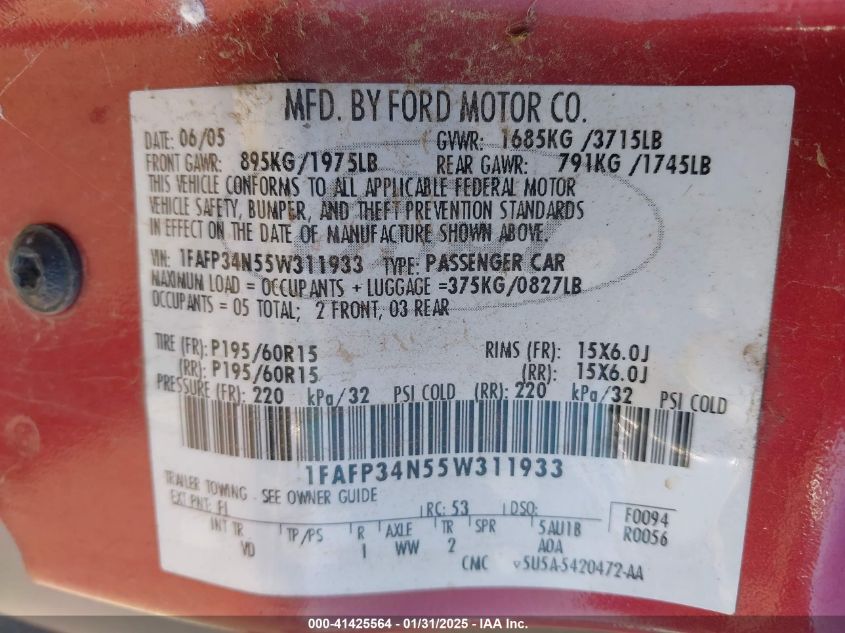 MFD. BY FORD MOTOR CO.
DATE: 06/05 GVWR: 1685KG /3715LB
FRONT GAWR: 895KG/1975LB REAR GAWR: 791KG /1745LB
THIS VEHICLE CONFORMS TO ALL APPLICABLE FEDERAL MOTOR
VEHICLE SAFETY, BUMPER, AND THEFT PREVENTION STANDARDS
IN EFFECT ON THE DATE OF MANUFACTURE SHOWN ABOVE.
VIN: 1FAFP34N55W311933 TYPE: PASSENGER CAR
MAXIMUM LOAD = OCCUPANTS + LUGGAGE =375KG/0827LB
OCCUPANTS = 05 TOTAL; 2 FRONT, 03 REAR
TIRE (FR): P195/60R15 RIMS (FR): 15X6.0J
(RR): P195/60R15 (RR): 15X6.0J
PRESSURE (FR): 220 kPa/32 PSI COLD (RR): 220 kPa/32 PSI COLD
1FAFP34N55W311933
TRAILER TOWING - SEE OWNER GUIDE
EXT PNT: FI RC: 53 DSO: F0094
INT TR TP/PS R AXLE TR SPR 5AU1B R0056
VD I WW 2 AOA
CMC v5U5A-5420472-AA
000-41425564 - 01/31/2025 - IAA Inc.